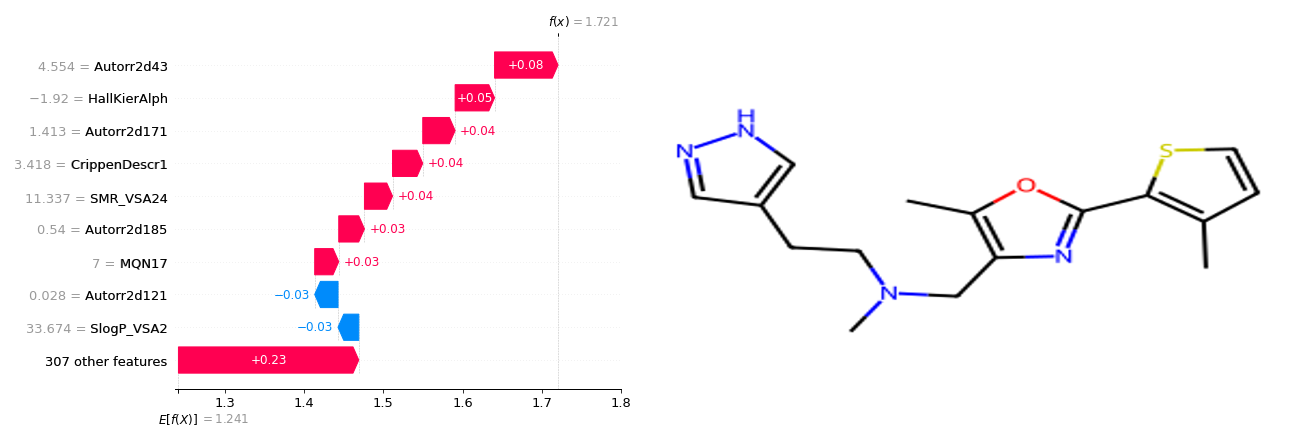 f(x) = 1.721
4.554 = Autorr2d43
+0.08
−1.92 = HallKierAlph
+0.05
1.413 = Autorr2d171
+0.04
3.418 = CrippenDescr1
+0.04
11.337 = SMR_VSA24
+0.04
0.54 = Autorr2d185
+0.03
7 = MQN17
+0.03
0.028 = Autorr2d121
−0.03
33.674 = SlogP_VSA2
−0.03
307 other features
+0.23
1.3 1.4 1.5 1.6 1.7 1.8
E[f(X)] = 1.241
H
N
N
S
O
N
N